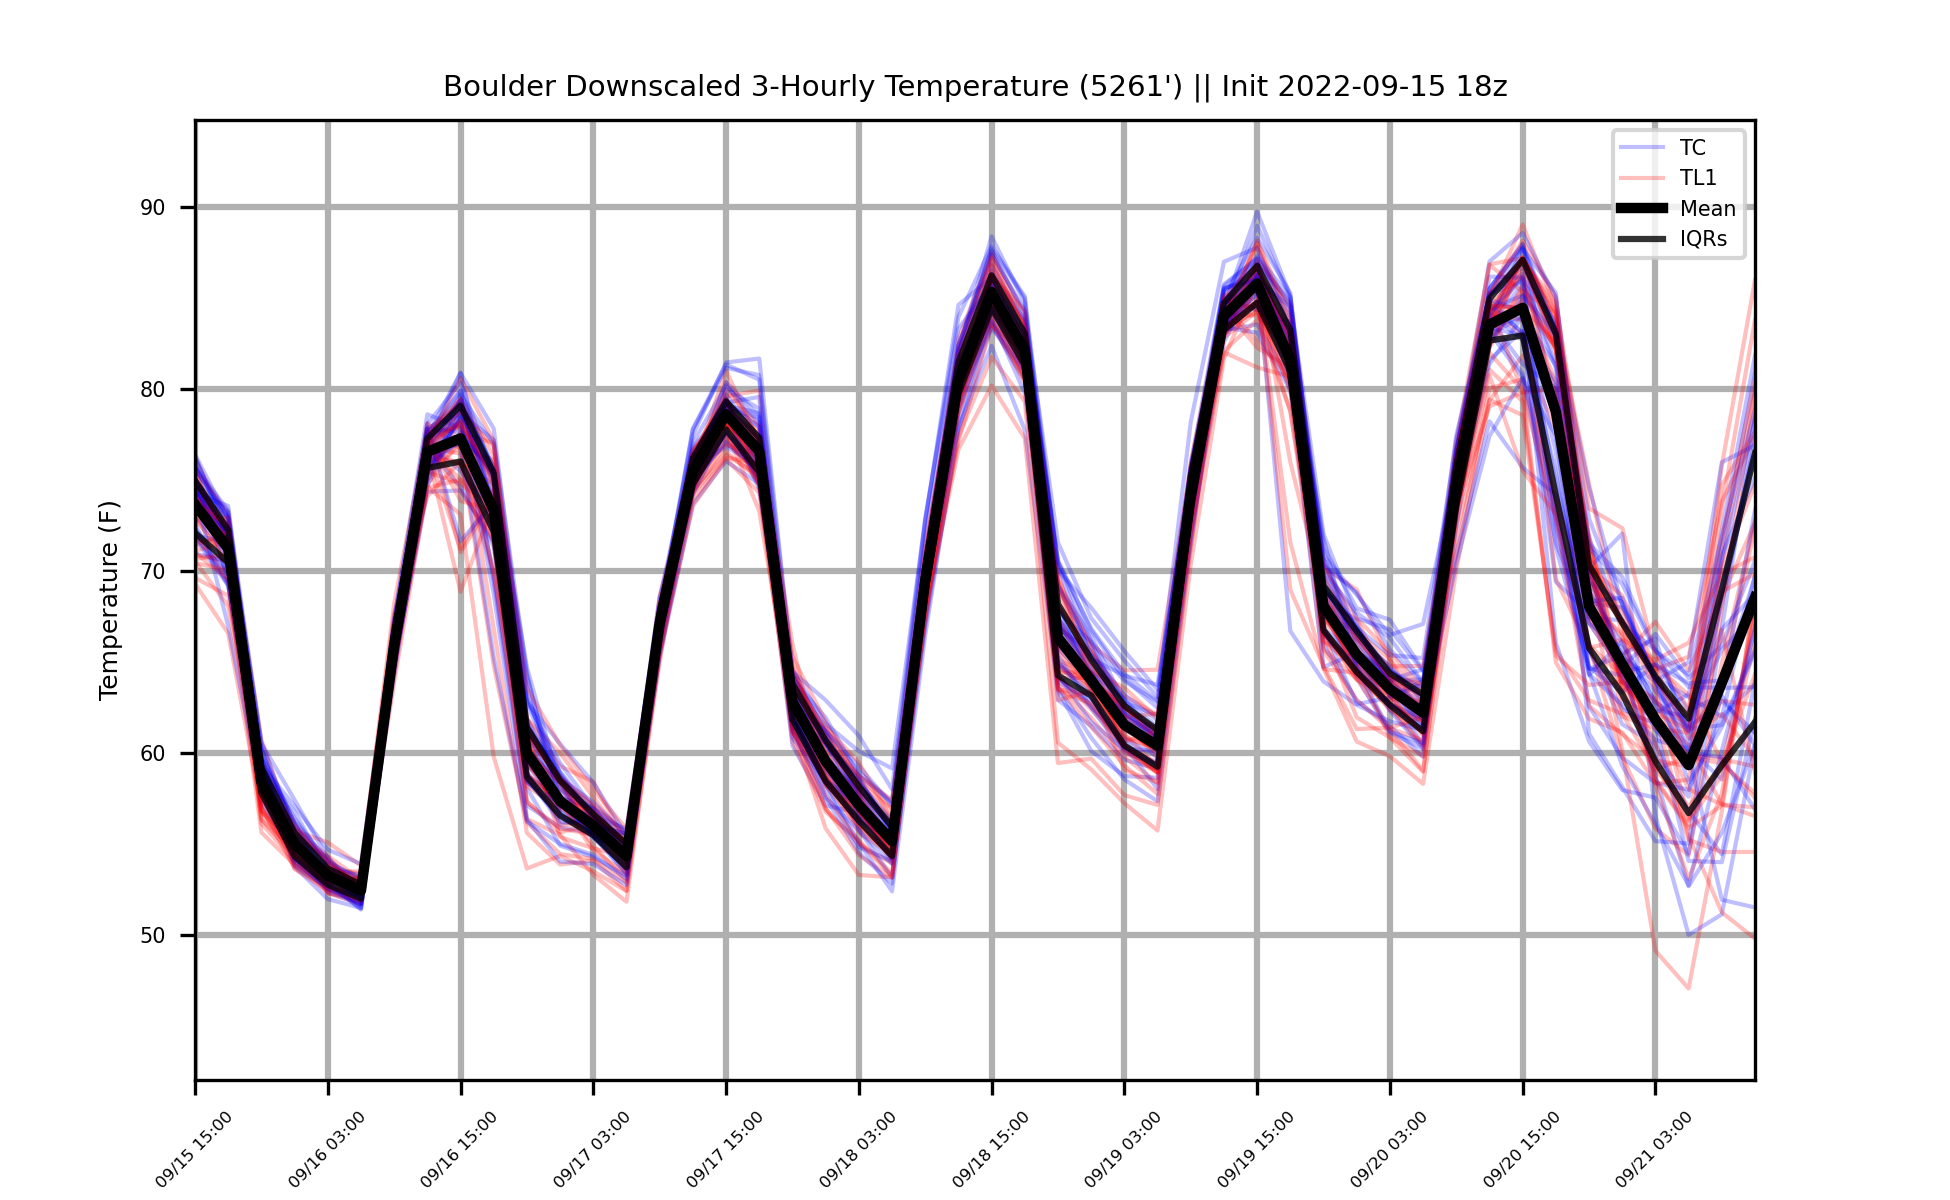 Boulder Downscaled 3-Hourly Temperature (5261') || Init 2022-09-15 18z
TC
TL1
Mean
IQRs
Temperature (F)
90
80
70
60
50
09/15 15:00
09/16 03:00
09/16 15:00
09/17 03:00
09/17 15:00
09/18 03:00
09/18 15:00
09/19 03:00
09/19 15:00
09/20 03:00
09/20 15:00
09/21 03:00